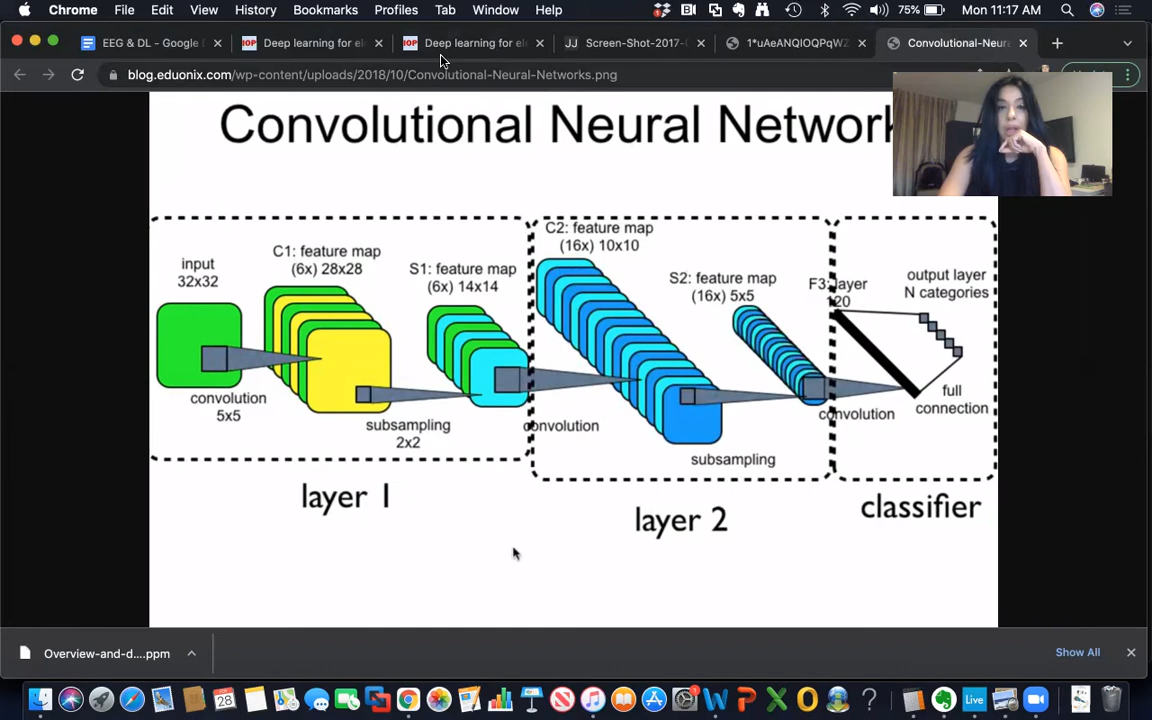 Chrome File Edit View History Bookmarks Profiles Tab Window Help 75% Mon 11:17 AM
EEG & DL - Google D IOP Deep learning for el IOP Deep learning for el JJ Screen-Shot-2017- 1*uAeANQIOQPqWZ Convolutional-Neura
blog.eduonix.com/wp-content/uploads/2018/10/Convolutional-Neural-Networks.png
Convolutional Neural Network
input
32x32
C1: feature map
(6x) 28x28
S1: feature map
(6x) 14x14
convolution
5x5
subsampling
2x2
convolution
layer 1
C2: feature map
(16x) 10x10
S2: feature map
(16x) 5x5
subsampling
layer 2
F3: layer
120
output layer
N categories
convolution
full
connection
classifier
Overview-and-d....ppm
Show All
28
Live